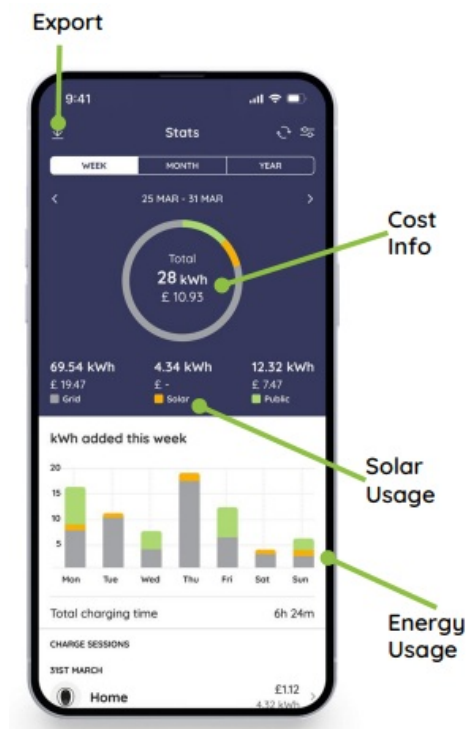 Export
9:41
Stats
WEEK MONTH YEAR
25 MAR - 31 MAR
Cost
Info
Total
28 kWh
£ 10.93
69.54 kWh 4.34 kWh 12.32 kWh
£ 19.47 £ - £ 7.47
Grid Solar Public
Solar
Usage
kWh added this week
20
15
10
5
Mon Tue Wed Thu Fri Sat Sun
Energy
Usage
Total charging time 6h 24m
CHARGE SESSIONS
31ST MARCH
Home £1.12
4.32 kWh